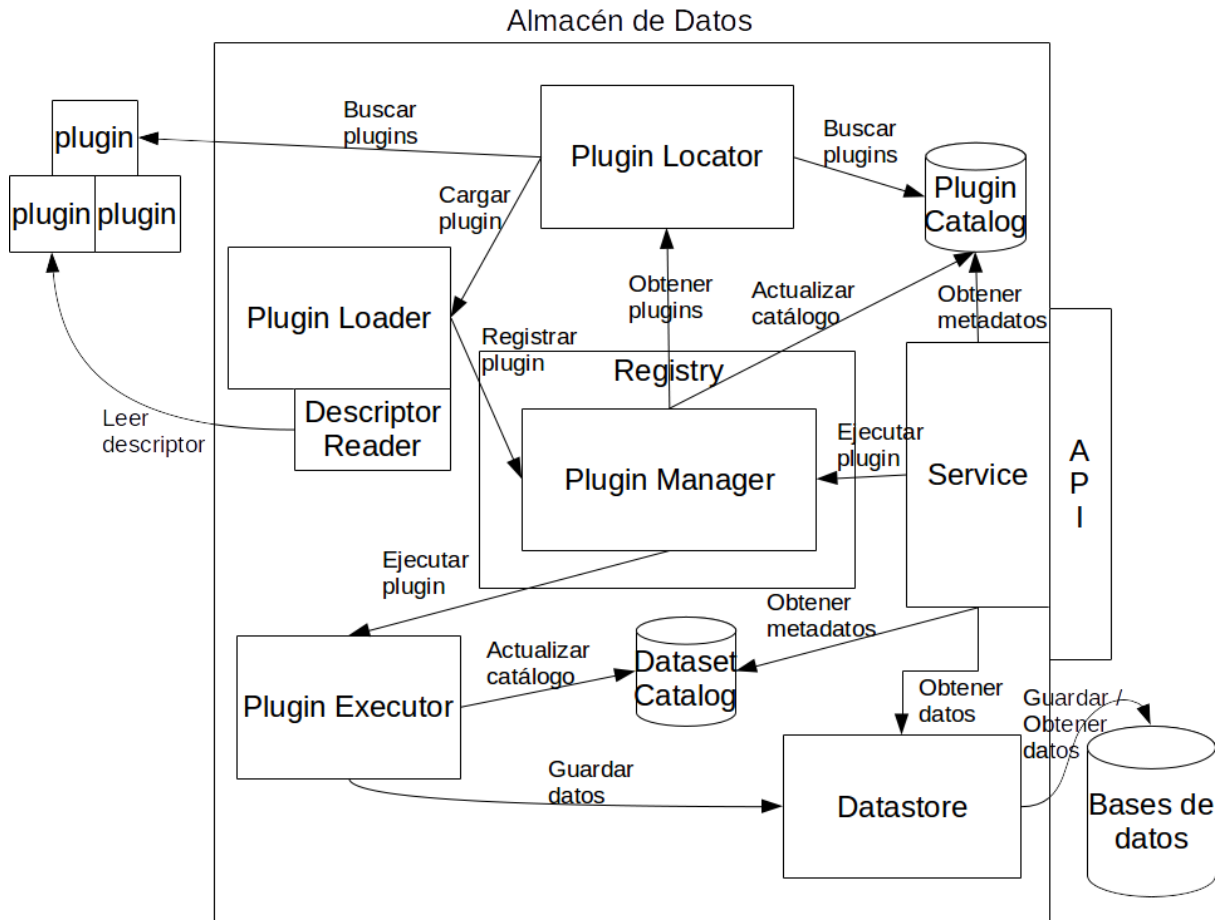 Almacén de Datos
Buscar
plugins
plugin
plugin
plugin
Plugin Locator
Buscar
plugins
Plugin
Catalog
Cargar
plugin
Plugin Loader
Obtener
plugins
Actualizar
catálogo
Obtener
metadatos
Registrar
plugin
Registry
Descriptor
Reader
Leer
descriptor
Plugin Manager
Ejecutar
plugin
Service
A
P
I
Ejecutar
plugin
Obtener
metadatos
Actualizar
catálogo
Dataset
Catalog
Plugin Executor
Obtener
datos
Guardar /
Obtener
datos
Guardar
datos
Datastore
Bases de
datos